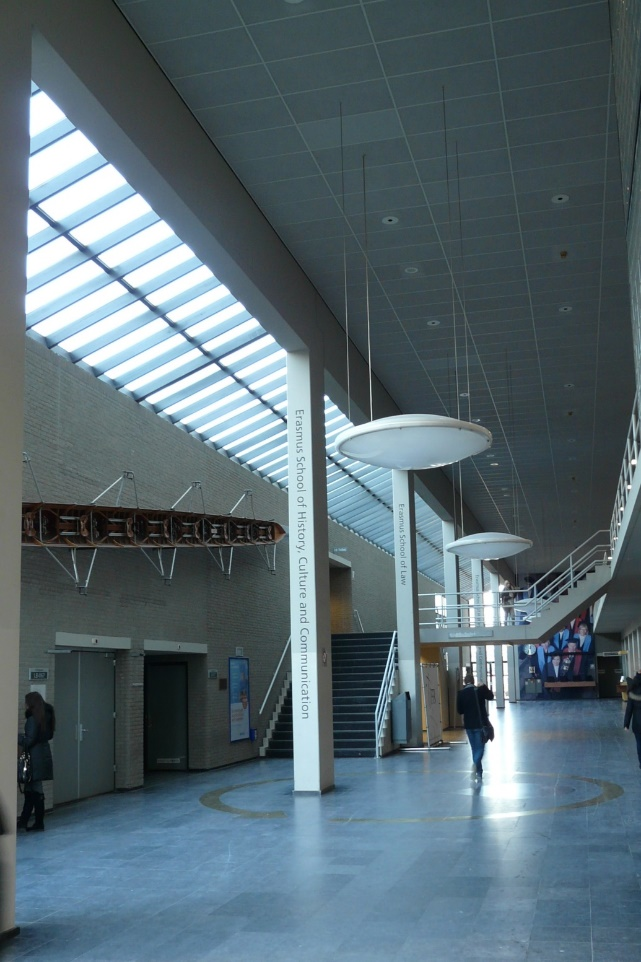 Erasmus School of History, Culture and Communication
Erasmus School of Law